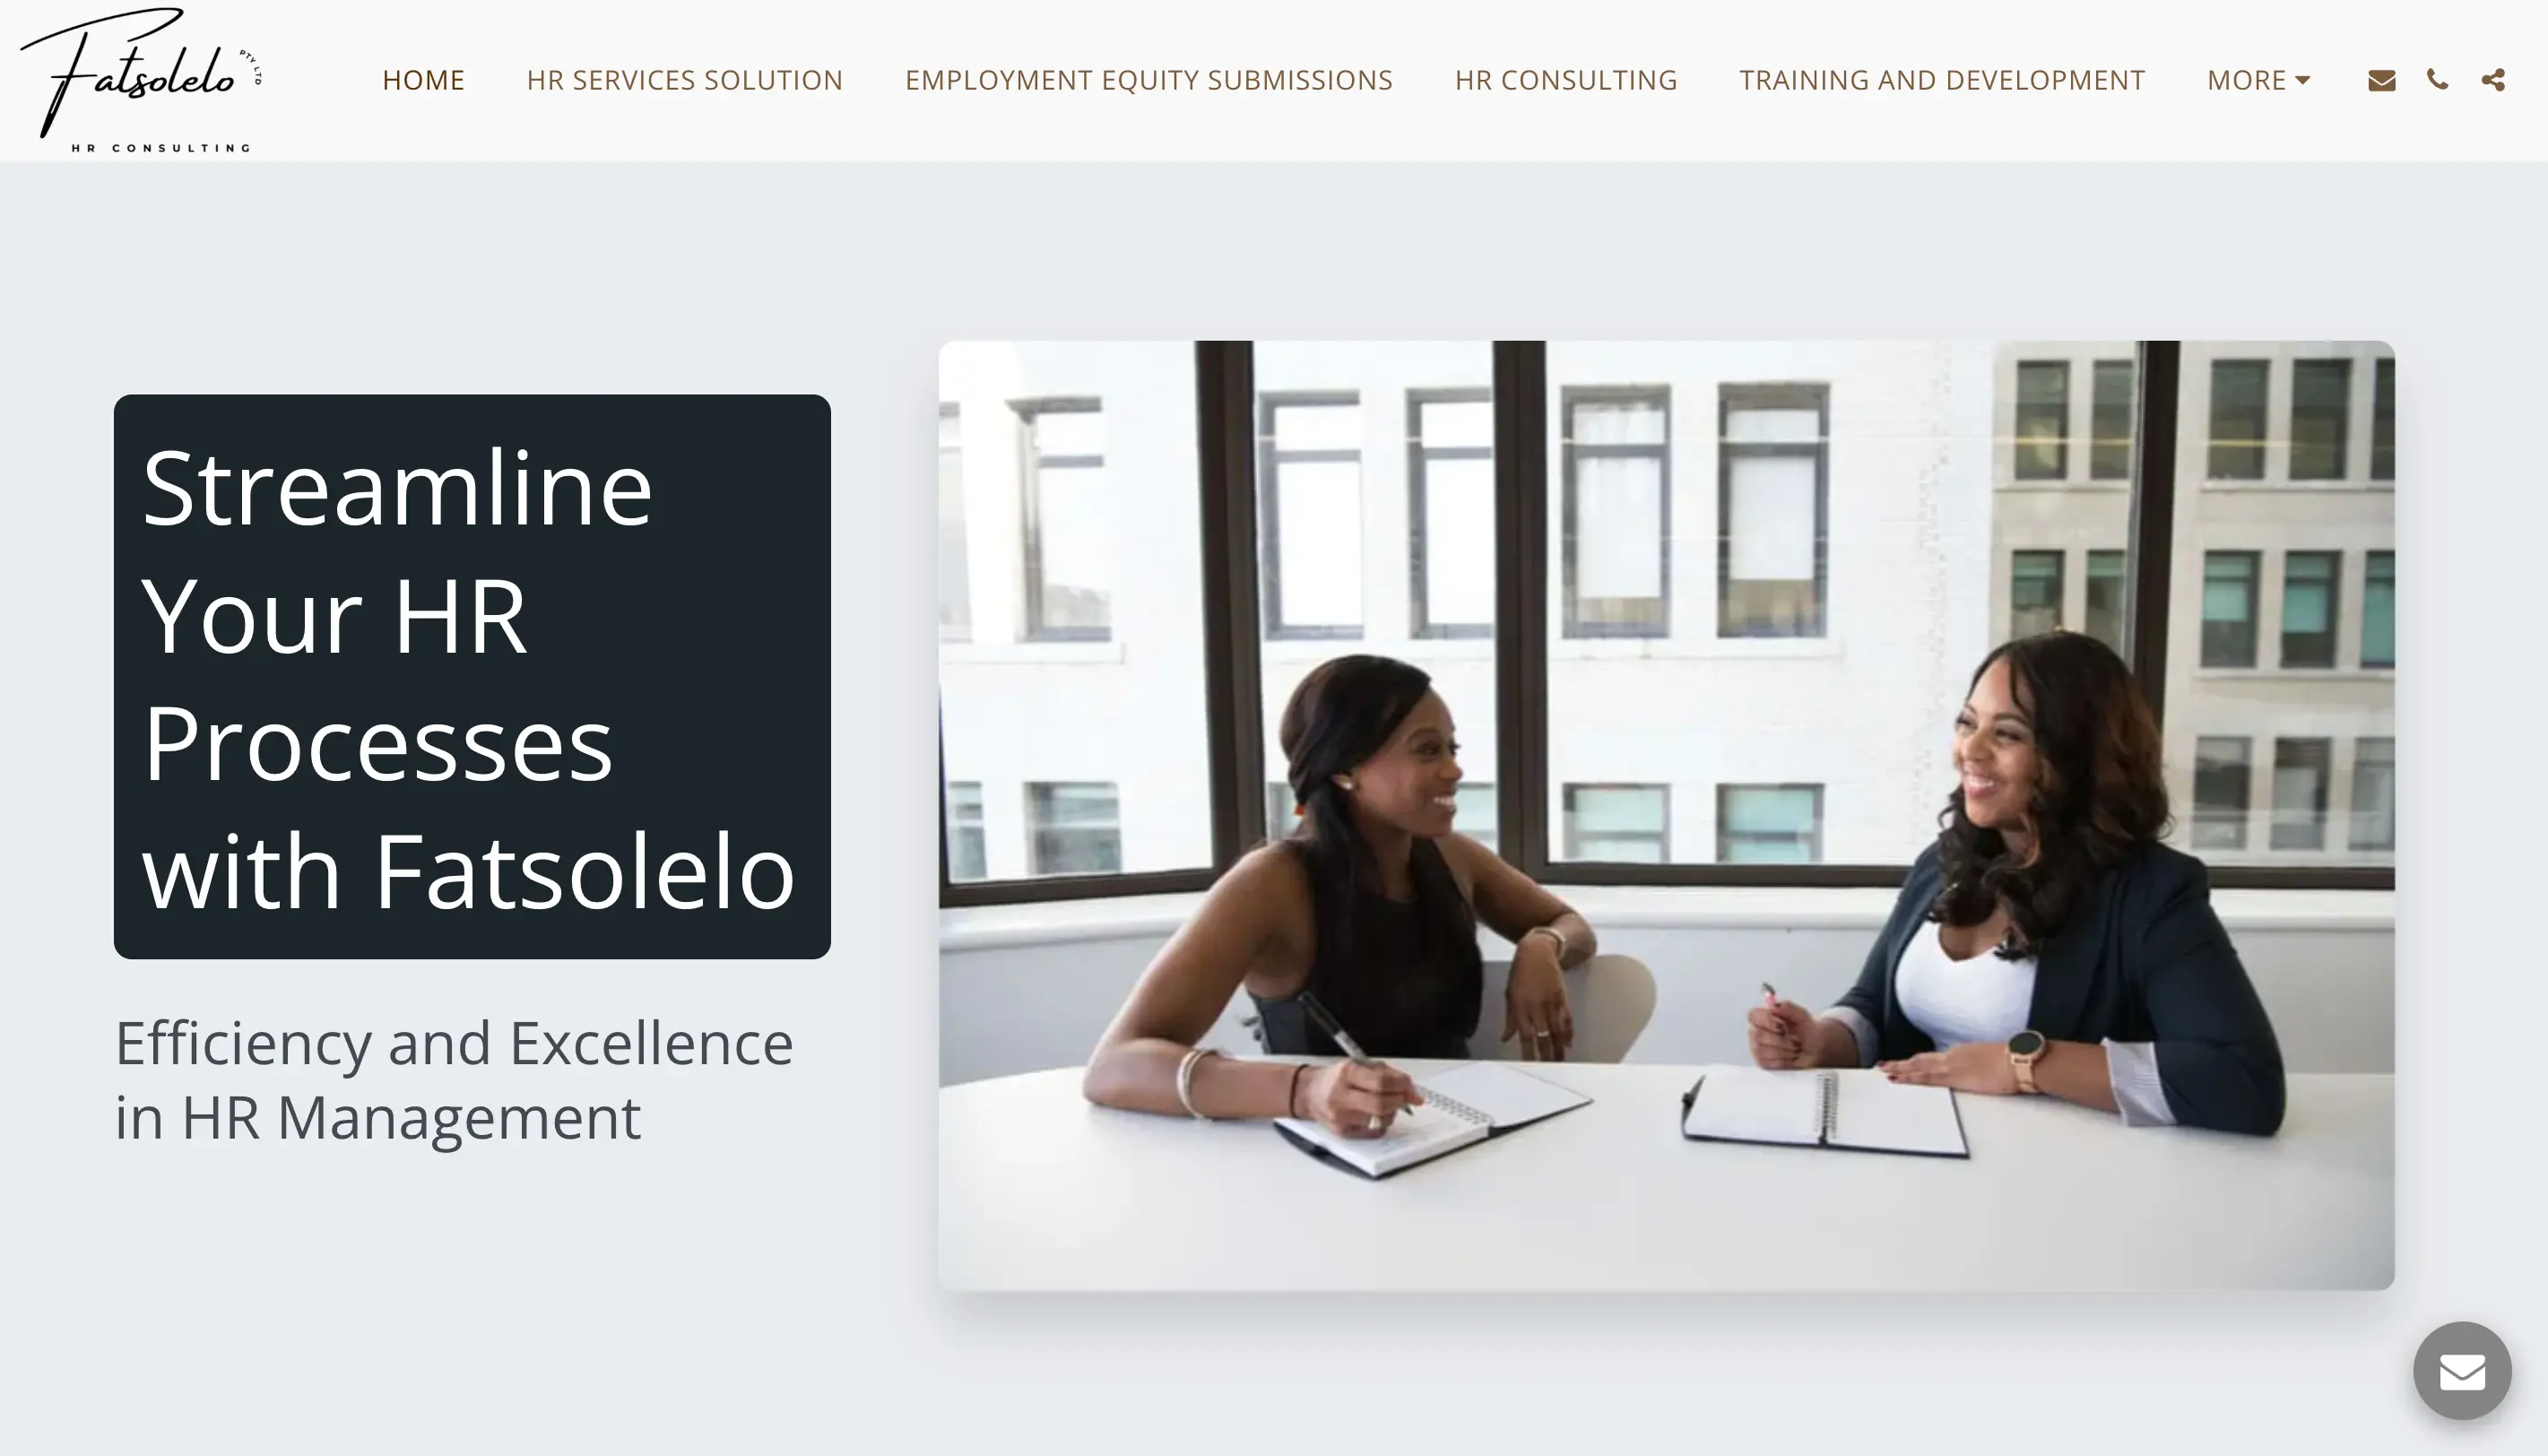 Fatsolelo
PTY LTD
HR CONSULTING
HOME
HR SERVICES SOLUTION
EMPLOYMENT EQUITY SUBMISSIONS
HR CONSULTING
TRAINING AND DEVELOPMENT
MORE
Streamline
Your HR
Processes
with Fatsolelo
Efficiency and Excellence
in HR Management